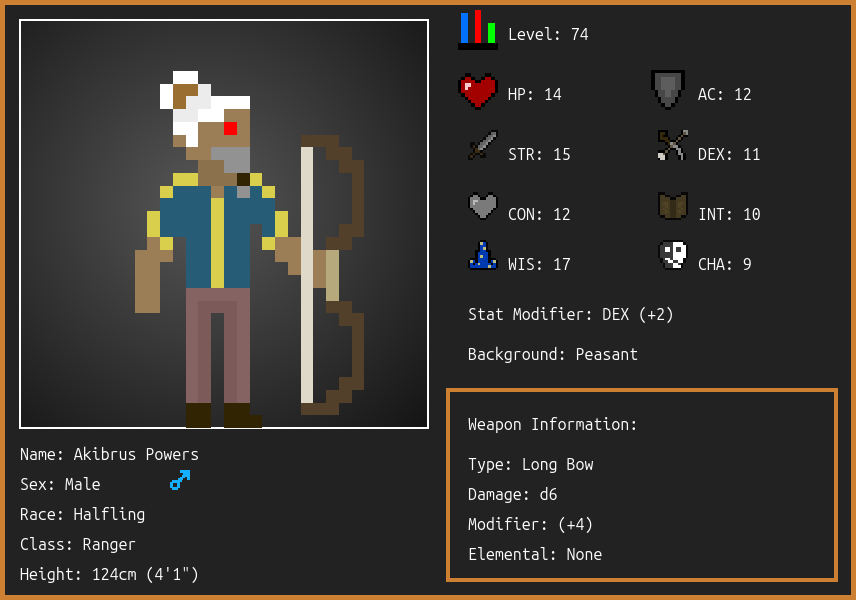 Level: 74
HP: 14
AC: 12
STR: 15
DEX: 11
CON: 12
INT: 10
WIS: 17
CHA: 9
Stat Modifier: DEX (+2)
Background: Peasant
Weapon Information:
Type: Long Bow
Damage: d6
Modifier: (+4)
Elemental: None
Name: Akibrus Powers
Sex: Male
Race: Halfling
Class: Ranger
Height: 124cm (4'1")